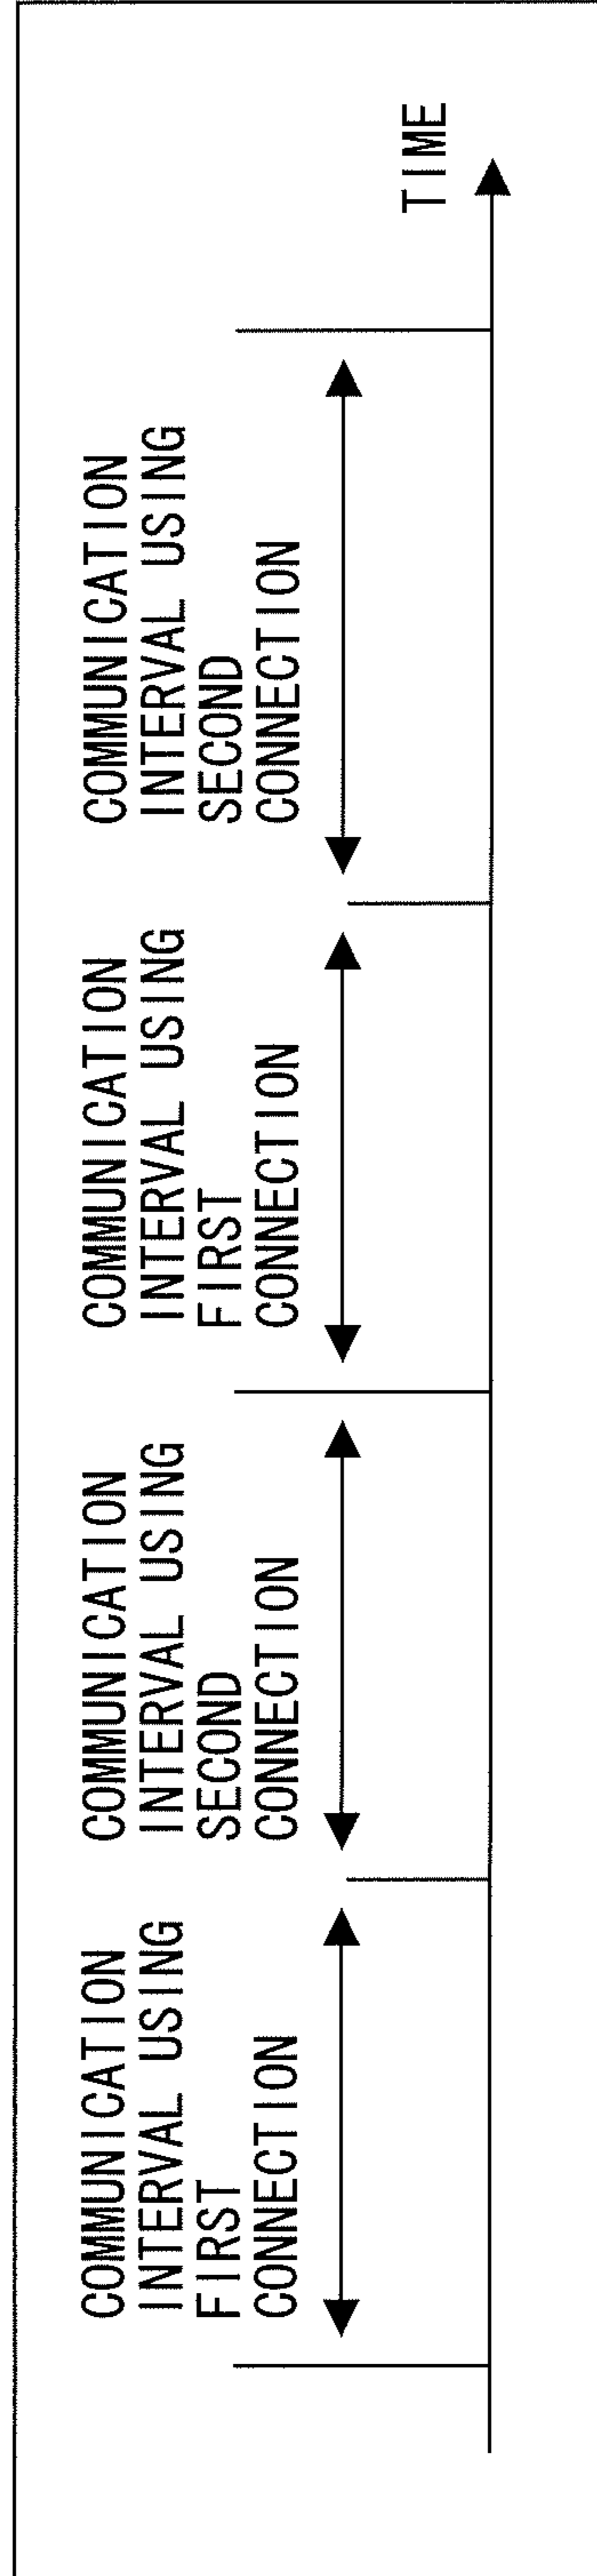 COMMUNICATION
INTERVAL USING
FIRST
CONNECTION
COMMUNICATION
INTERVAL USING
SECOND
CONNECTION
COMMUNICATION
INTERVAL USING
FIRST
CONNECTION
COMMUNICATION
INTERVAL USING
SECOND
CONNECTION
TIME